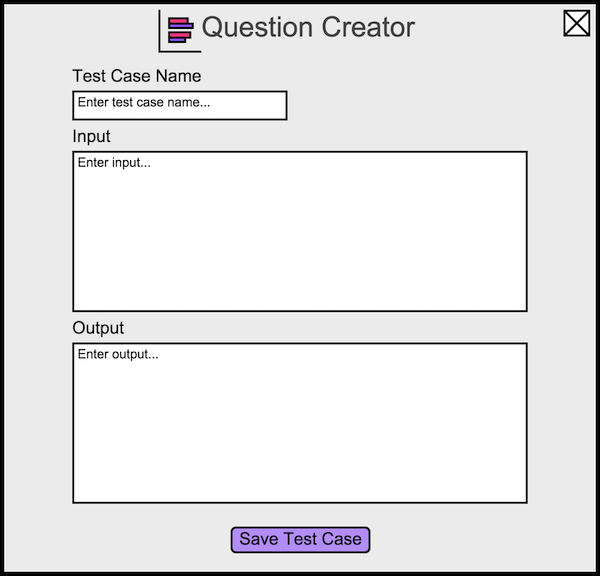 Question Creator
Test Case Name
Enter test case name...
Input
Enter input...
Output
Enter output...
Save Test Case